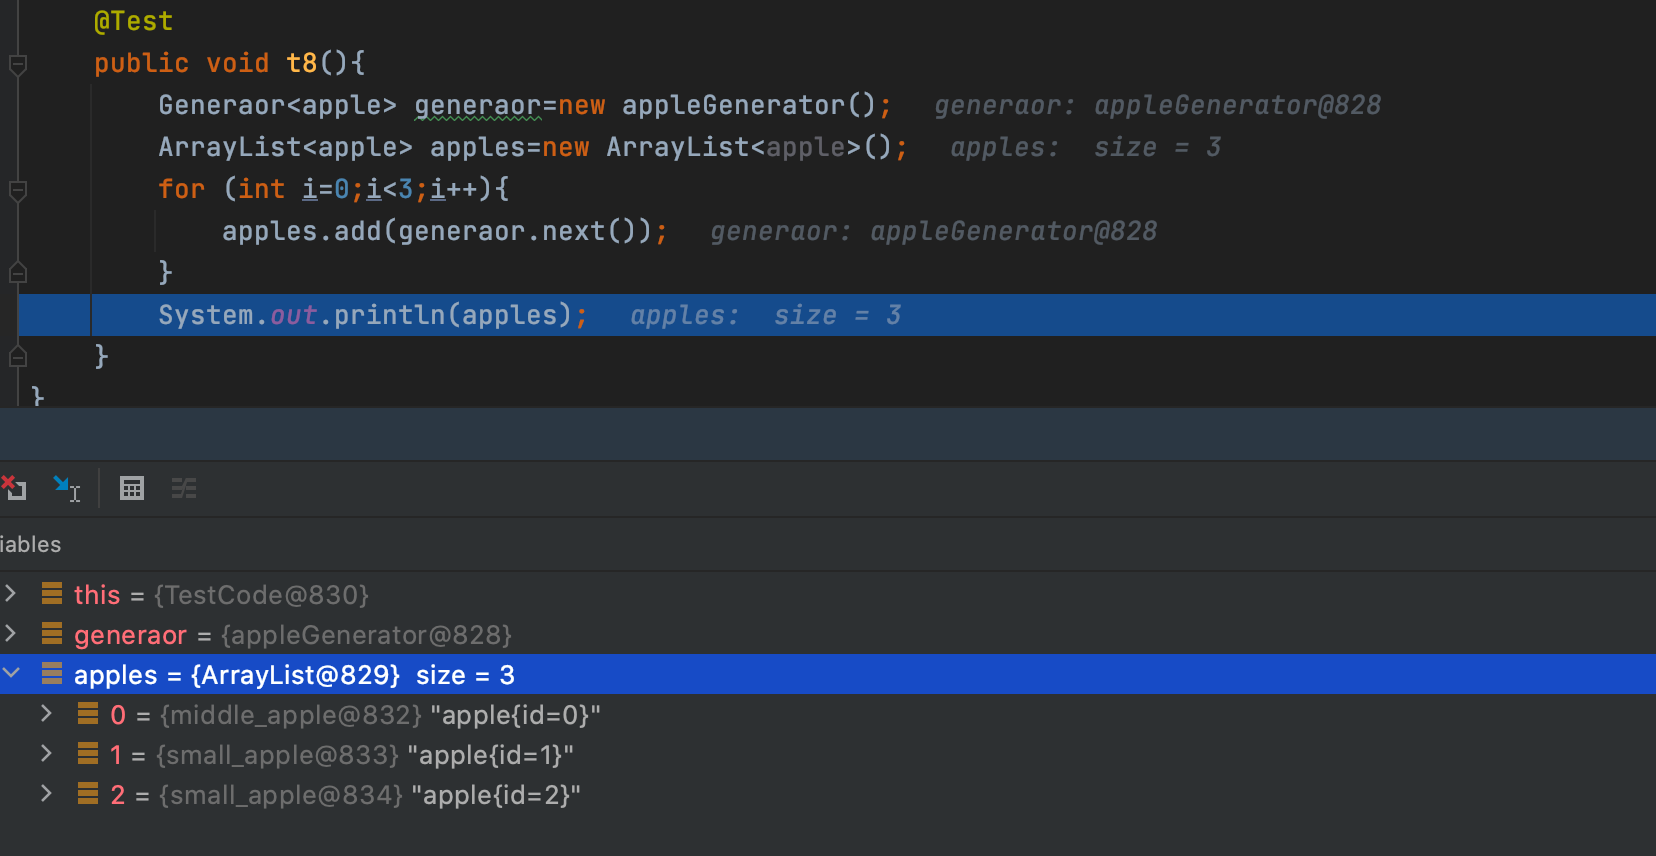 @Test
public void t8(){
Generaor<apple> generaor=new appleGenerator(); generaor: appleGenerator@828
ArrayList<apple> apples=new ArrayList<apple>(); apples: size = 3
for (int i=0;i<3;i++){
apples.add(generaor.next()); generaor: appleGenerator@828
}
System.out.println(apples); apples: size = 3
}
}
iables
this = {TestCode@830}
generaor = {appleGenerator@828}
apples = {ArrayList@829} size = 3
0 = {middle_apple@832} "apple{id=0}"
1 = {small_apple@833} "apple{id=1}"
2 = {small_apple@834} "apple{id=2}"